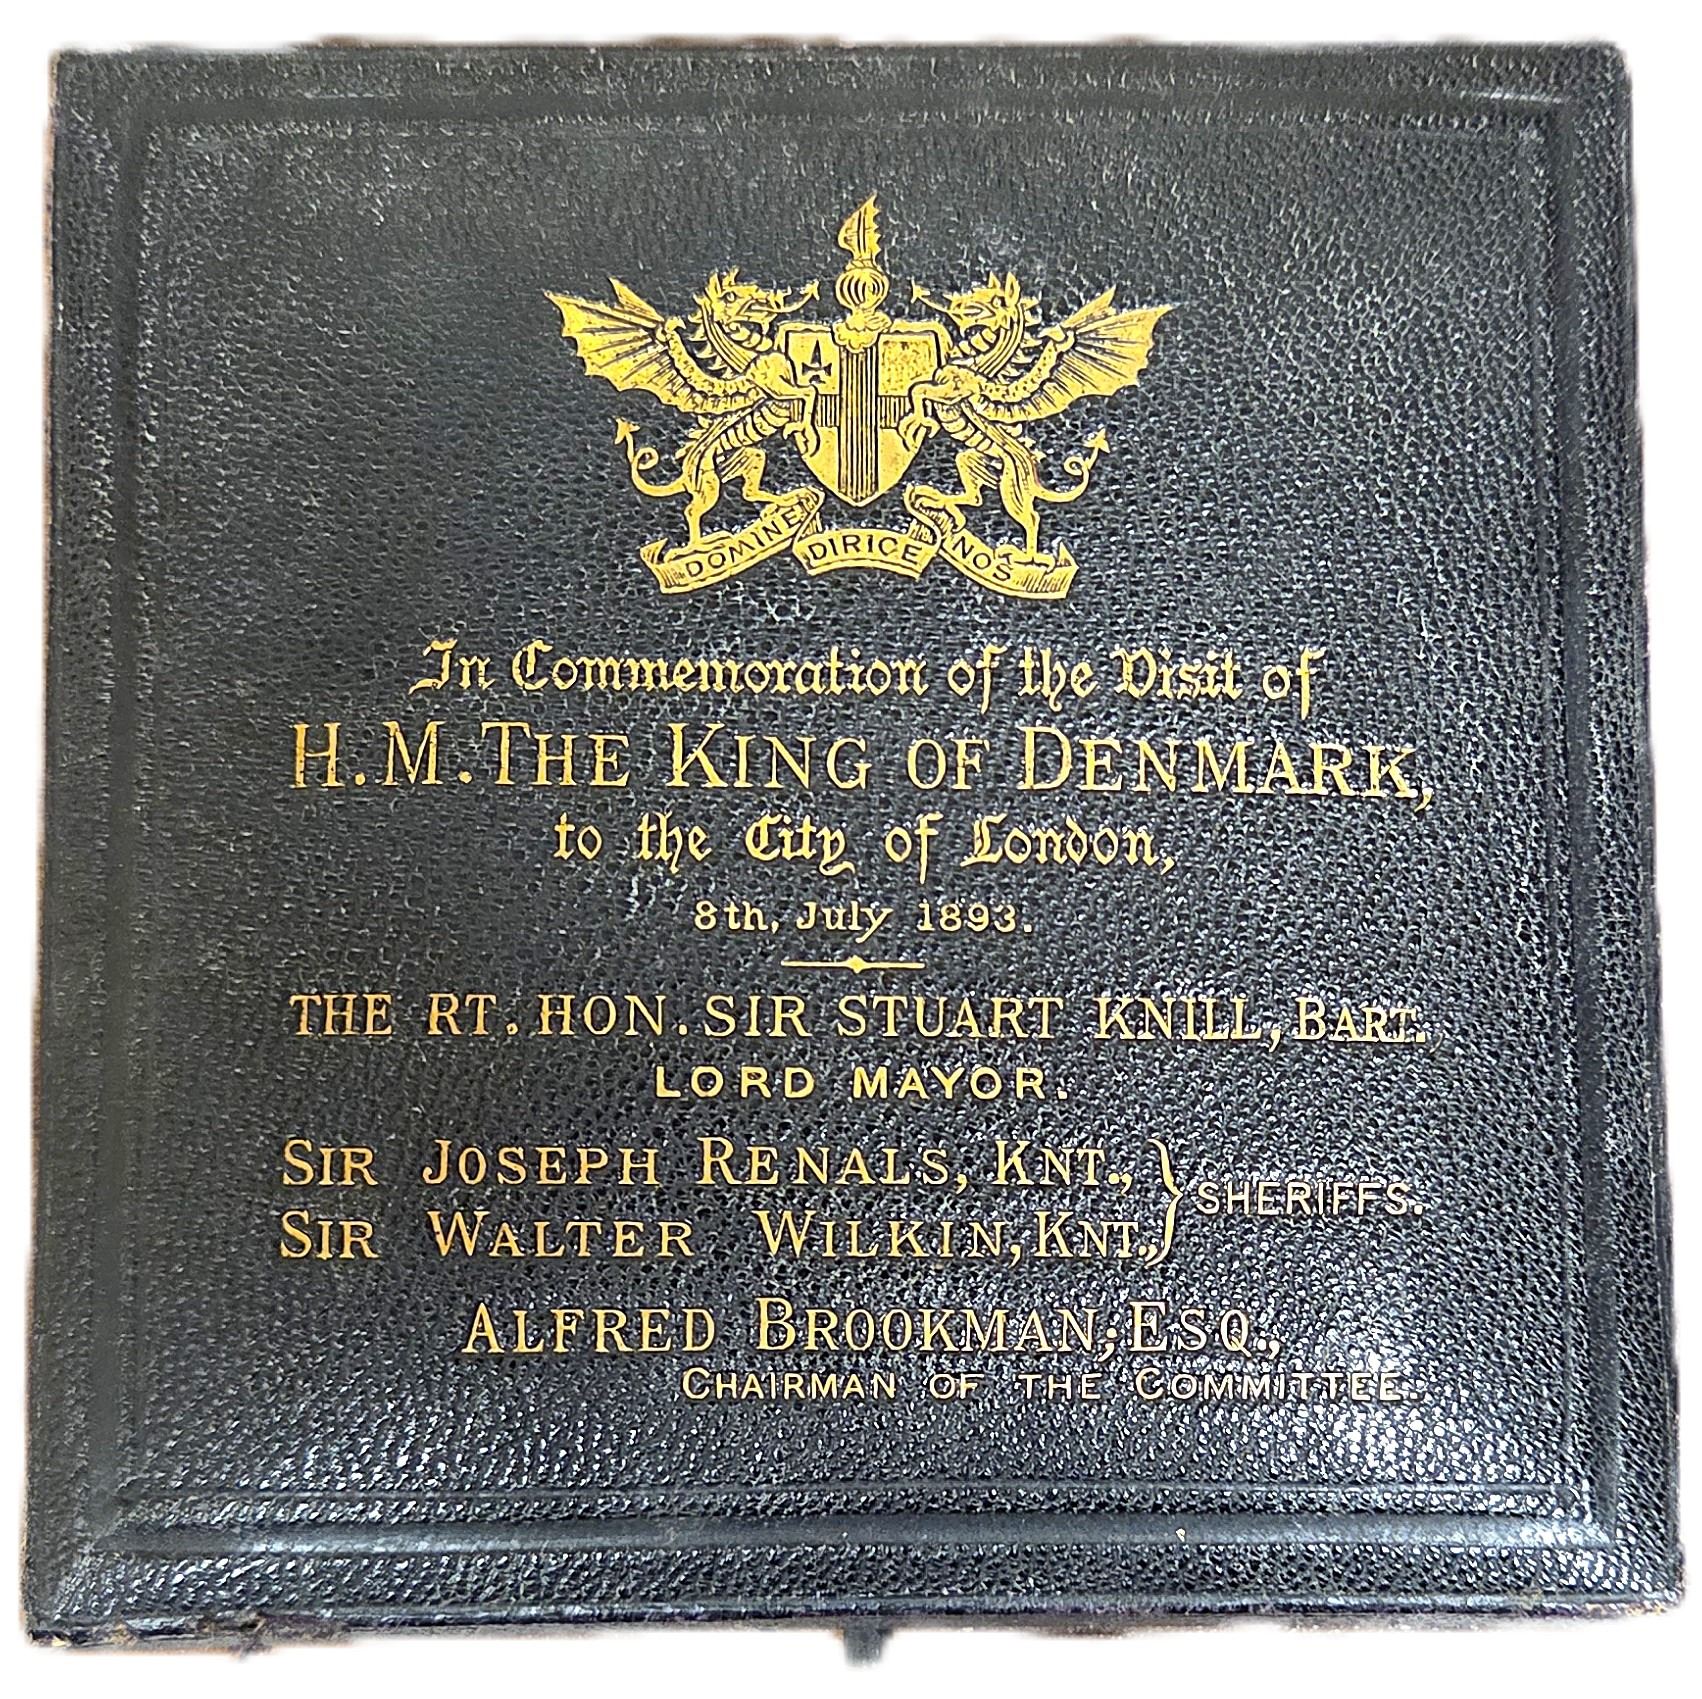 DOMINE DIRIGE NOS
In Commemoration of the Visit of
H.M. THE KING OF DENMARK,
to the City of London,
8th, July 1893.
THE RT. HON. SIR STUART KNILL, BART.
LORD MAYOR.
SIR JOSEPH RENALS, KNT.,
SIR WALTER WILKIN, KNT.,
SHERIFFS.
ALFRED BROOKMAN, ESQ.,
CHAIRMAN OF THE COMMITTEE.